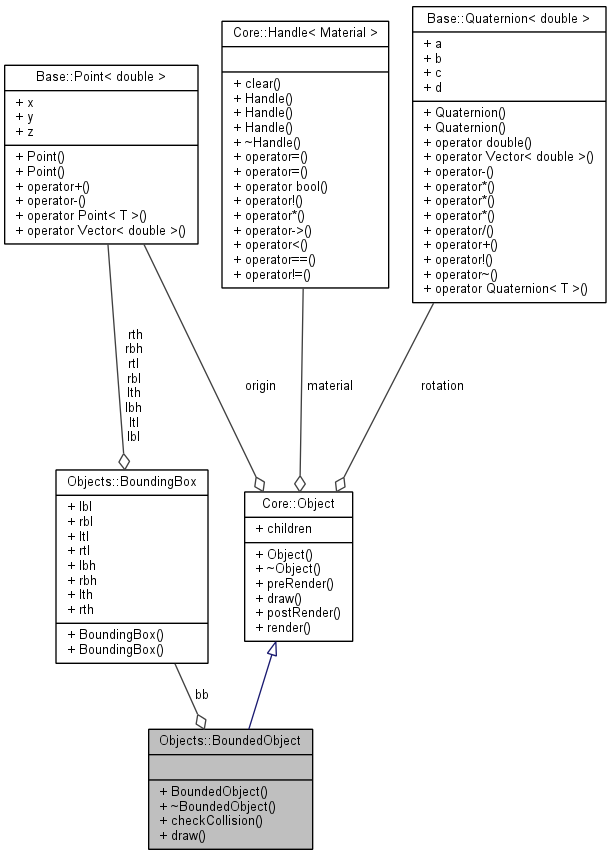 Base::Point< double >
+ x
+ y
+ z
+ Point()
+ Point()
+ operator+()
+ operator-()
+ operator Point< T >()
+ operator Vector< double >()
Core::Handle< Material >
+ clear()
+ Handle()
+ Handle()
+ Handle()
+ ~Handle()
+ operator=()
+ operator=()
+ operator bool()
+ operator!()
+ operator*()
+ operator->()
+ operator<()
+ operator==()
+ operator!=()
Base::Quaternion< double >
+ a
+ b
+ c
+ d
+ Quaternion()
+ Quaternion()
+ operator double()
+ operator Vector< double >()
+ operator-()
+ operator*()
+ operator*()
+ operator*()
+ operator/()
+ operator+()
+ operator!()
+ operator~()
+ operator Quaternion< T >()
rth
rbh
rtl
rbl
lth
lbh
ltl
lbl
origin
material
rotation
Objects::BoundingBox
+ lbl
+ rbl
+ ltl
+ rtl
+ lbh
+ rbh
+ lth
+ rth
+ BoundingBox()
+ BoundingBox()
Core::Object
+ children
+ Object()
+ ~Object()
+ preRender()
+ draw()
+ postRender()
+ render()
bb
Objects::BoundedObject
+ BoundedObject()
+ ~BoundedObject()
+ checkCollision()
+ draw()